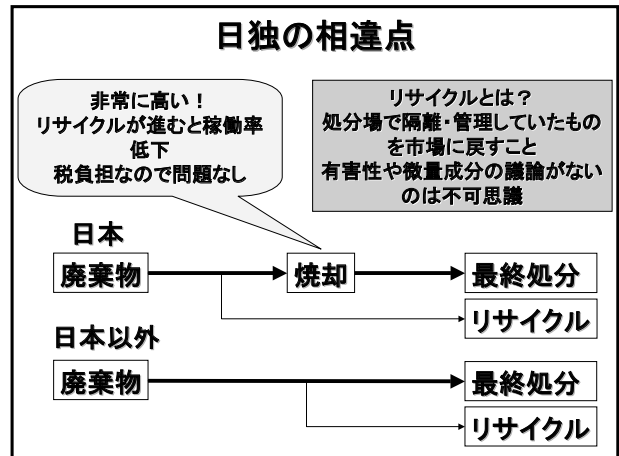 日独の相違点
非常に高い！
リサイクルが進むと稼働率
低下
税負担なので問題なし
リサイクルとは？
処分場で隔離・管理していたもの
を市場に戻すこと
有害性や微量成分の議論がない
のは不可思議
日本
廃棄物
焼却
最終処分
リサイクル
日本以外
廃棄物
最終処分
リサイクル